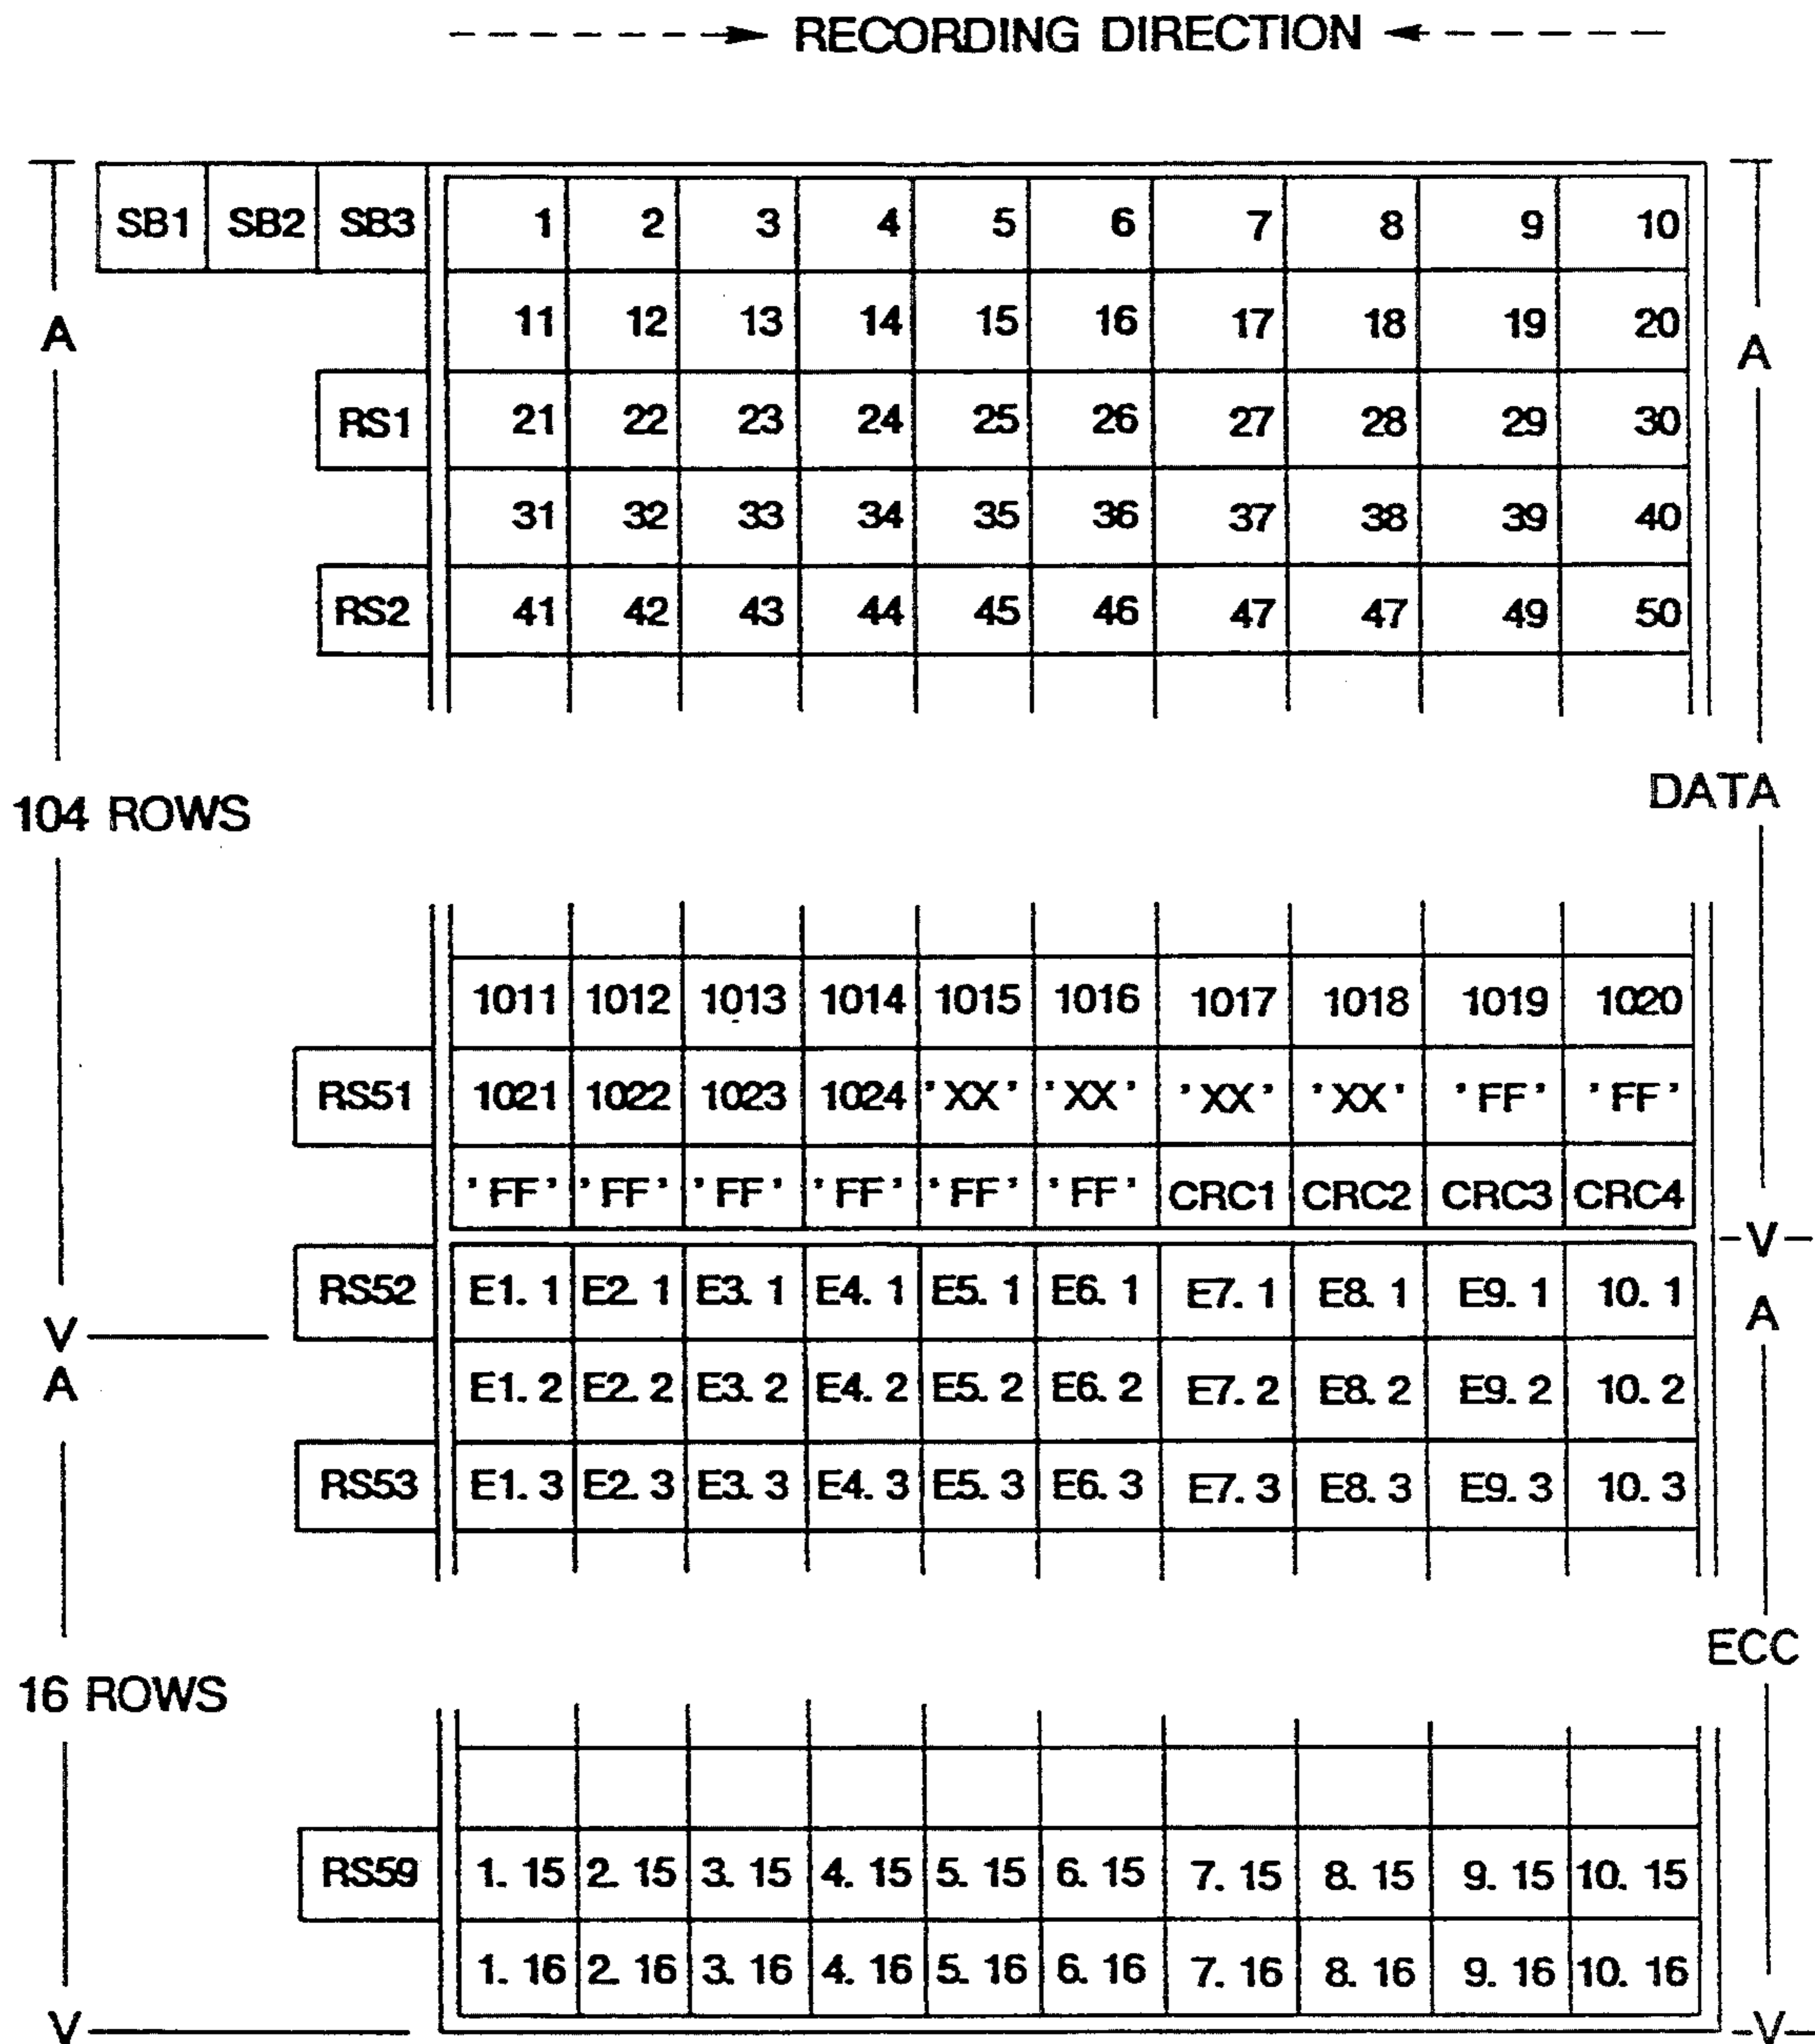 RECORDING DIRECTION
SB1 SB2 SB3 1 2 3 4 5 6 7 8 9 10
A 11 12 13 14 15 16 17 18 19 20 A
RS1 21 22 23 24 25 26 27 28 29 30
31 32 33 34 35 36 37 38 39 40
RS2 41 42 43 44 45 46 47 47 49 50
104 ROWS DATA
1011 1012 1013 1014 1015 1016 1017 1018 1019 1020
RS51 1021 1022 1023 1024 'XX' 'XX' 'XX' 'XX' 'FF' 'FF'
'FF' 'FF' 'FF' 'FF' 'FF' 'FF' CRC1 CRC2 CRC3 CRC4
V
RS52 E1. 1 E2. 1 E3. 1 E4. 1 E5. 1 E6. 1 E7. 1 E8. 1 E9. 1 10. 1
V A
A E1. 2 E2. 2 E3. 2 E4. 2 E5. 2 E6. 2 E7. 2 E8. 2 E9. 2 10. 2
RS53 E1. 3 E2. 3 E3. 3 E4. 3 E5. 3 E6. 3 E7. 3 E8. 3 E9. 3 10. 3
ECC
16 ROWS
RS59 1. 15 2. 15 3. 15 4. 15 5. 15 6. 15 7. 15 8. 15 9. 15 10. 15
1. 16 2. 16 3. 16 4. 16 5. 16 6. 16 7. 16 8. 16 9. 16 10. 16
V V